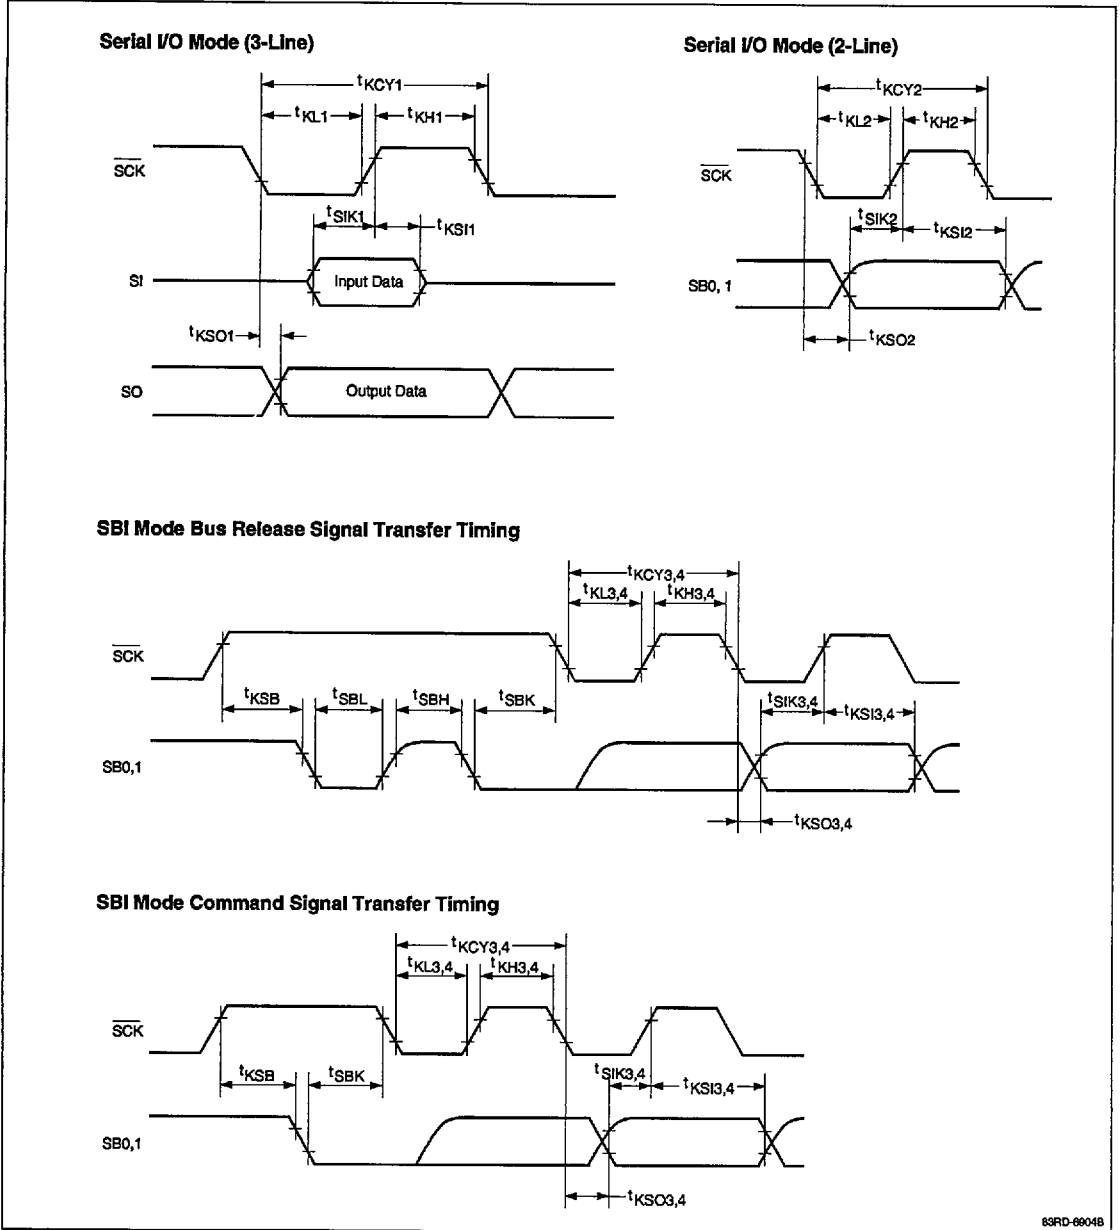 Serial I/O Mode (3-Line)
tKCY1
tKL1
tKH1
SCK
tSIK1
tKSI1
SI
Input Data
tKSO1
SO
Output Data
Serial I/O Mode (2-Line)
tKCY2
tKL2
tKH2
SCK
tSIK2
tKSI2
SB0, 1
tKSO2
SBI Mode Bus Release Signal Transfer Timing
tKCY3,4
tKL3,4
tKH3,4
SCK
tKSB
tSBL
tSBH
tSBK
tSIK3,4
tKSI3,4
SB0,1
tKSO3,4
SBI Mode Command Signal Transfer Timing
tKCY3,4
tKL3,4
tKH3,4
SCK
tKSB
tSBK
tSIK3,4
tKSI3,4
SB0,1
tKSO3,4
83RD-6904B